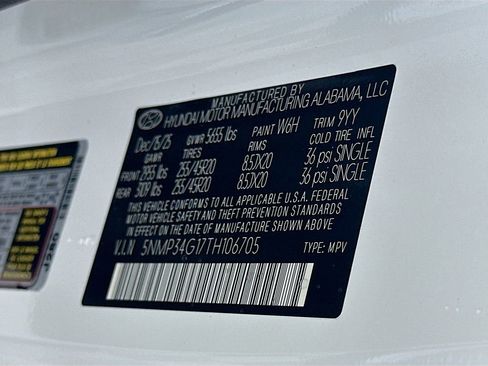 MANUFACTURED BY
HYUNDAI MOTOR MANUFACTURING ALABAMA, LLC
Dec/15/25 GVWR 5655 lbs PAINT W6H TRIM 9YY
GAWR TIRES RIMS COLD TIRE INFL
FRONT 2955 lbs 255/45R20 8.5JX20 36 psi SINGLE
REAR 3109 lbs 255/45R20 8.5JX20 36 psi SINGLE
THIS VEHICLE CONFORMS TO ALL APPLICABLE U.S.A. FEDERAL
MOTOR VEHICLE SAFETY AND THEFT PREVENTION STANDARDS
IN EFFECT ON THE DATE OF MANUFACTURE SHOWN ABOVE
V.I.N 5NMP34G17TH106705 TYPE: MPV